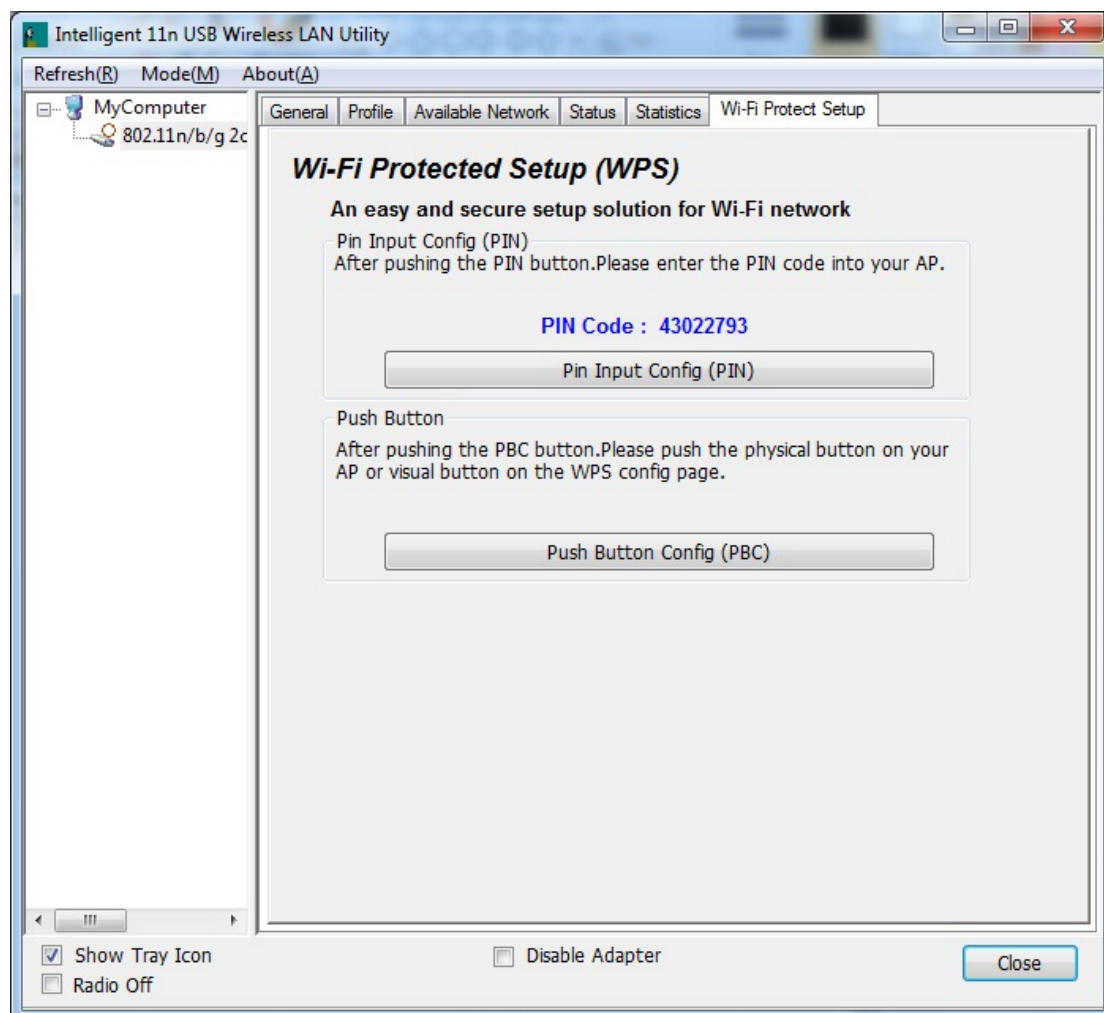 Intelligent 11n USB Wireless LAN Utility
Refresh(R) Mode(M) About(A)
MyComputer
802.11n/b/g 2c
General Profile Available Network Status Statistics Wi-Fi Protect Setup
Wi-Fi Protected Setup (WPS)
An easy and secure setup solution for Wi-Fi network
Pin Input Config (PIN)
After pushing the PIN button.Please enter the PIN code into your AP.
PIN Code : 43022793
Pin Input Config (PIN)
Push Button
After pushing the PBC button.Please push the physical button on your
AP or visual button on the WPS config page.
Push Button Config (PBC)
Show Tray Icon
Radio Off
Disable Adapter
Close